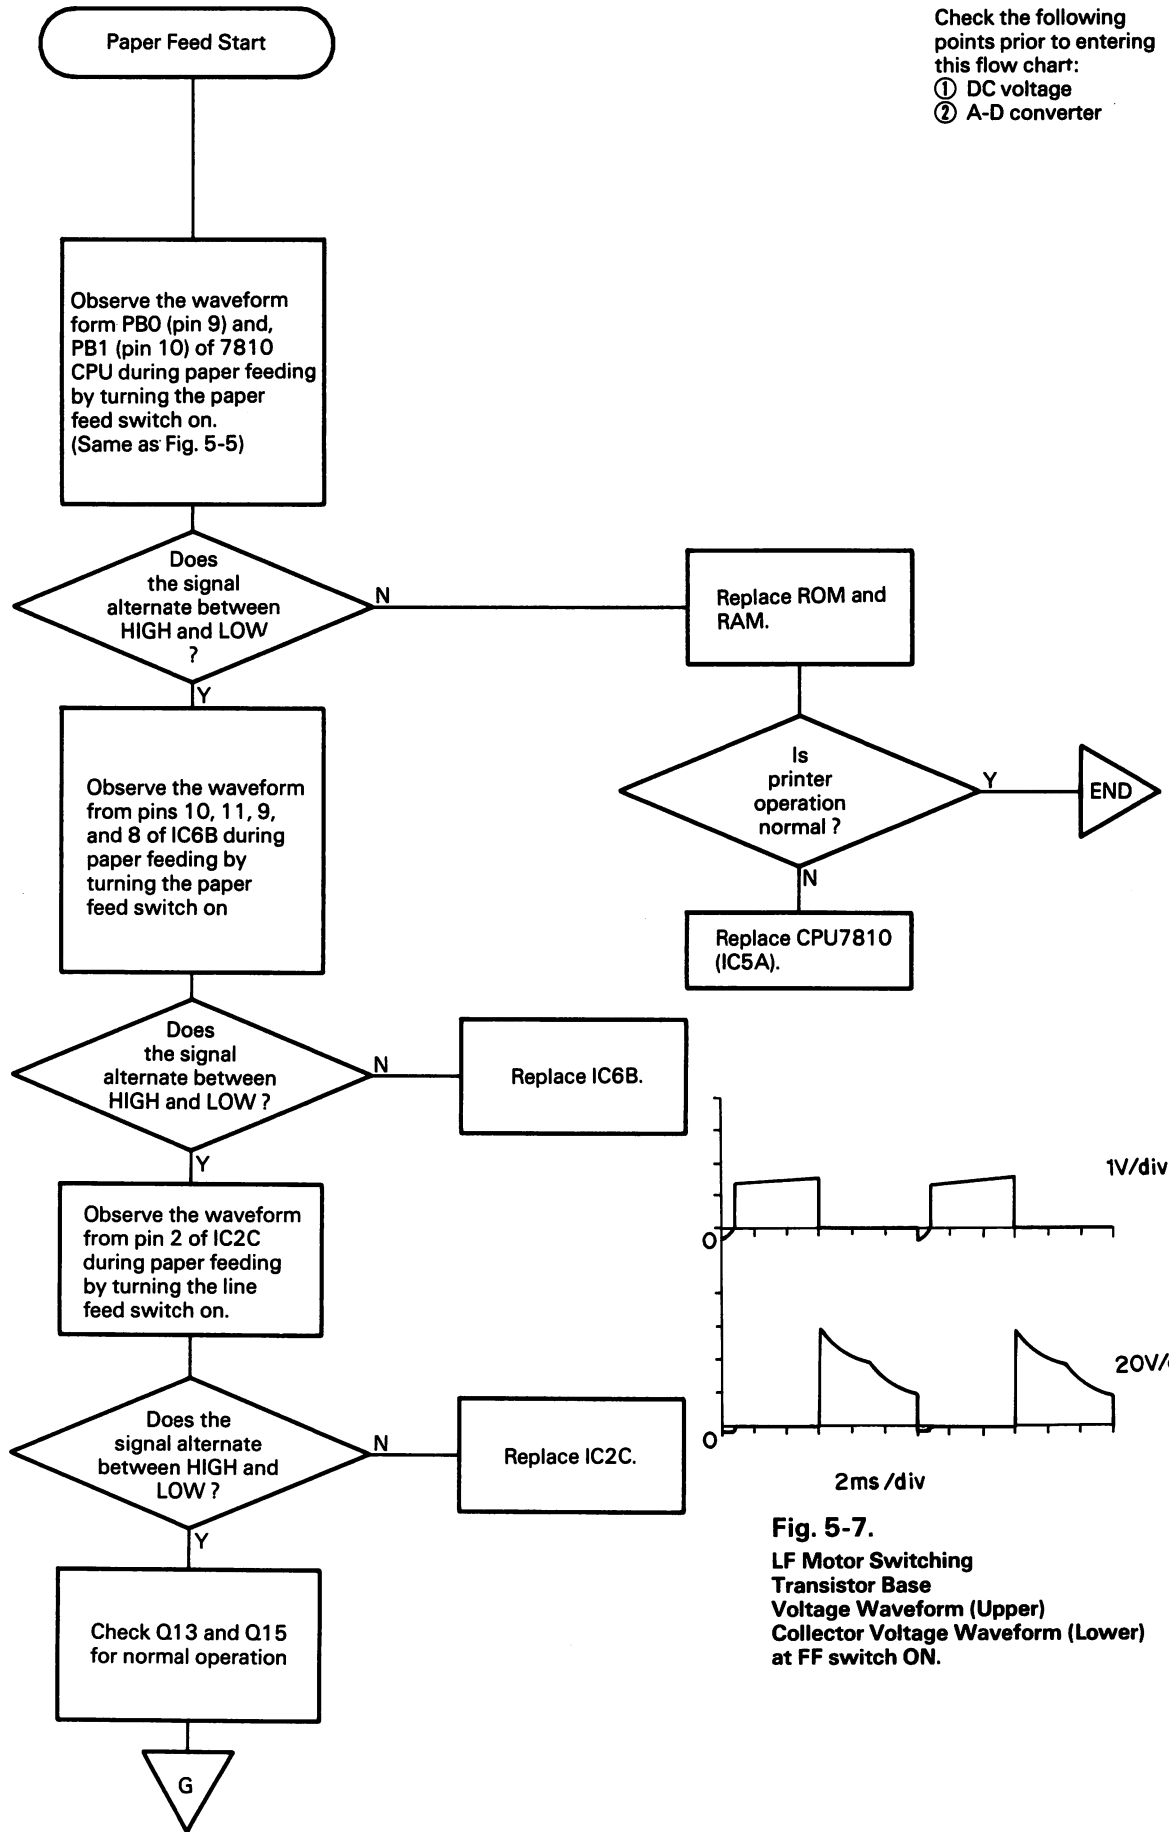 Paper Feed Start
Check the following
points prior to entering
this flow chart:
① DC voltage
② A-D converter
Observe the waveform
form PB0 (pin 9) and,
PB1 (pin 10) of 7810
CPU during paper feeding
by turning the paper
feed switch on.
(Same as Fig. 5-5)
Does
the signal
alternate between
HIGH and LOW
?
N
Y
Replace ROM and
RAM.
Is
printer
operation
normal ?
Y
END
N
Replace CPU7810
(IC5A).
Observe the waveform
from pins 10, 11, 9,
and 8 of IC6B during
paper feeding by
turning the paper
feed switch on
Does
the signal
alternate between
HIGH and LOW ?
N
Replace IC6B.
Y
Observe the waveform
from pin 2 of IC2C
during paper feeding
by turning the line
feed switch on.
Does the
signal alternate
between HIGH and
LOW ?
N
Replace IC2C.
Y
Check Q13 and Q15
for normal operation
G
1V/div
0
20V/
0
2ms/div
Fig. 5-7.
LF Motor Switching
Transistor Base
Voltage Waveform (Upper)
Collector Voltage Waveform (Lower)
at FF switch ON.